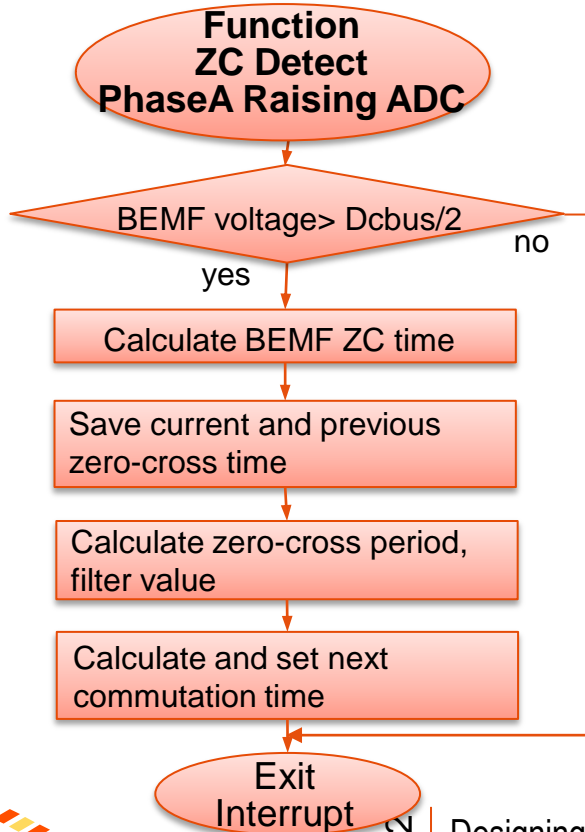 Function
ZC Detect
PhaseA Raising ADC
BEMF voltage> Dcbus/2
no
yes
Calculate BEMF ZC time
Save current and previous
zero-cross time
Calculate zero-cross period,
filter value
Calculate and set next
commutation time
Exit
Interrupt
2
Designing